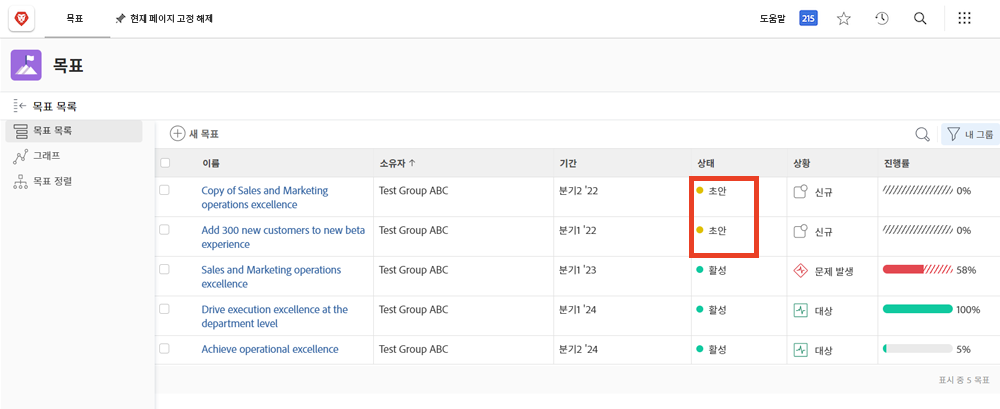 목표 현재 페이지 고정 해제 도움말 215
목표
목표 목록
목표 목록
그래프
목표 정렬
새 목표 내 그룹
이름 소유자 기간 상태 상황 진행률
Copy of Sales and Marketing
operations excellence
Test Group ABC 분기2 '22 초안 신규 0%
Add 300 new customers to new beta
experience
Test Group ABC 분기1 '22 초안 신규 0%
Sales and Marketing operations
excellence
Test Group ABC 분기1 '23 활성 문제 발생 58%
Drive execution excellence at the
department level
Test Group ABC 분기1 '24 활성 대상 100%
Achieve operational excellence Test Group ABC 분기2 '24 활성 대상 5%
표시 중 5 목표